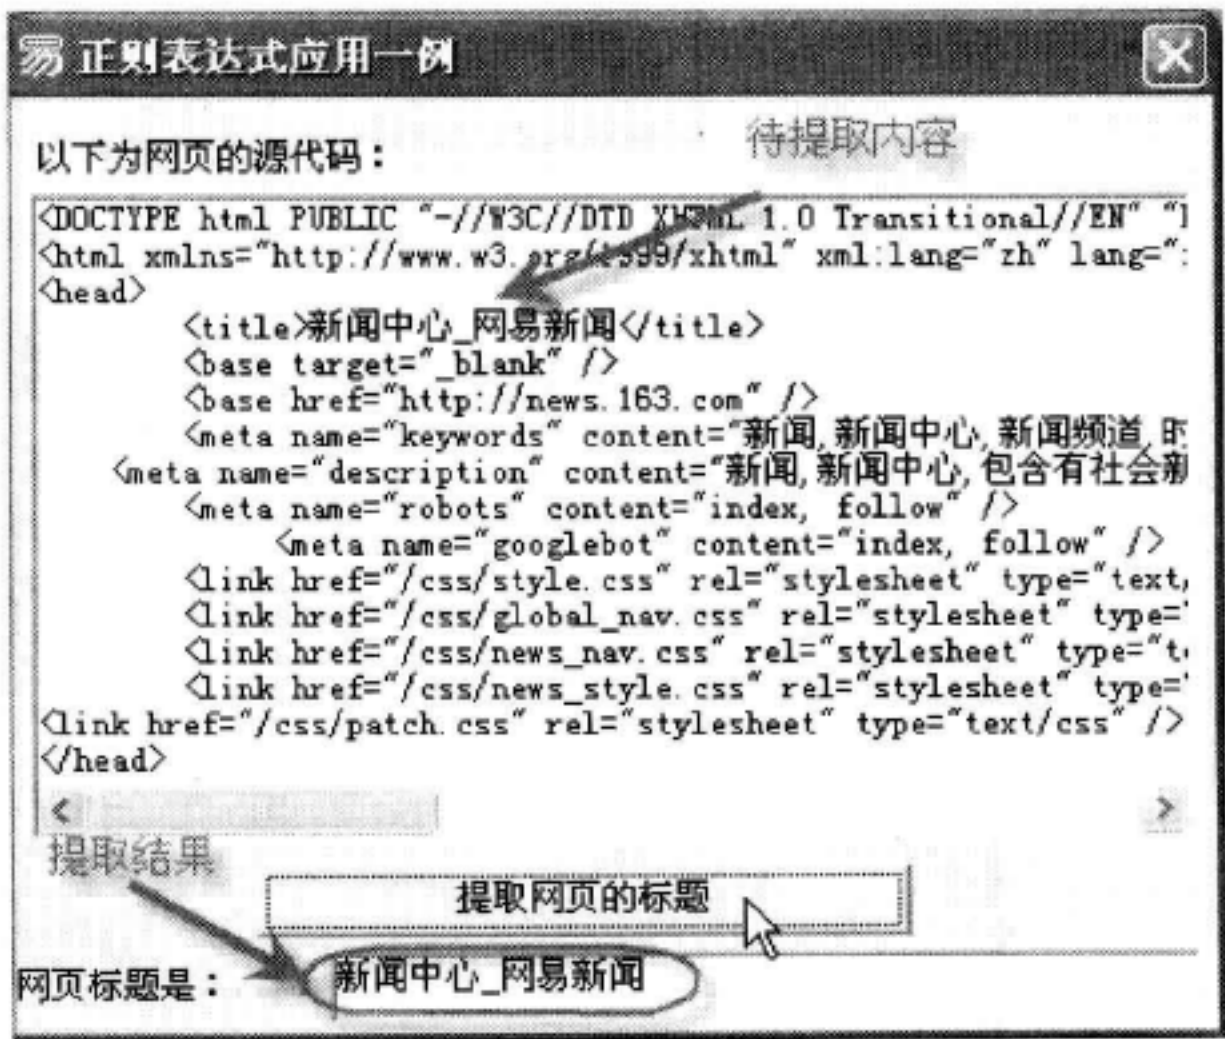 易 正则表达式应用一例
待提取内容
以下为网页的源代码：
<DOCTYPE html PUBLIC "-//W3C//DTD XHTML 1.0 Transitional//EN" "
<html xmlns="http://www.w3.org/1999/xhtml" xml:lang="zh" lang="
<head>
<title>新闻中心_网易新闻</title>
<base target="_blank" />
<base href="http://news.163.com" />
<meta name="keywords" content="新闻,新闻中心,新闻频道,时
<meta name="description" content="新闻,新闻中心,包含有社会新
<meta name="robots" content="index, follow" />
<meta name="googlebot" content="index, follow" />
<link href="/css/style.css" rel="stylesheet" type="text/
<link href="/css/global_nav.css" rel="stylesheet" type="
<link href="/css/news_nav.css" rel="stylesheet" type="t
<link href="/css/news_style.css" rel="stylesheet" type="
<link href="/css/patch.css" rel="stylesheet" type="text/css" />
</head>
提取结果
提取网页的标题
网页标题是：
新闻中心_网易新闻